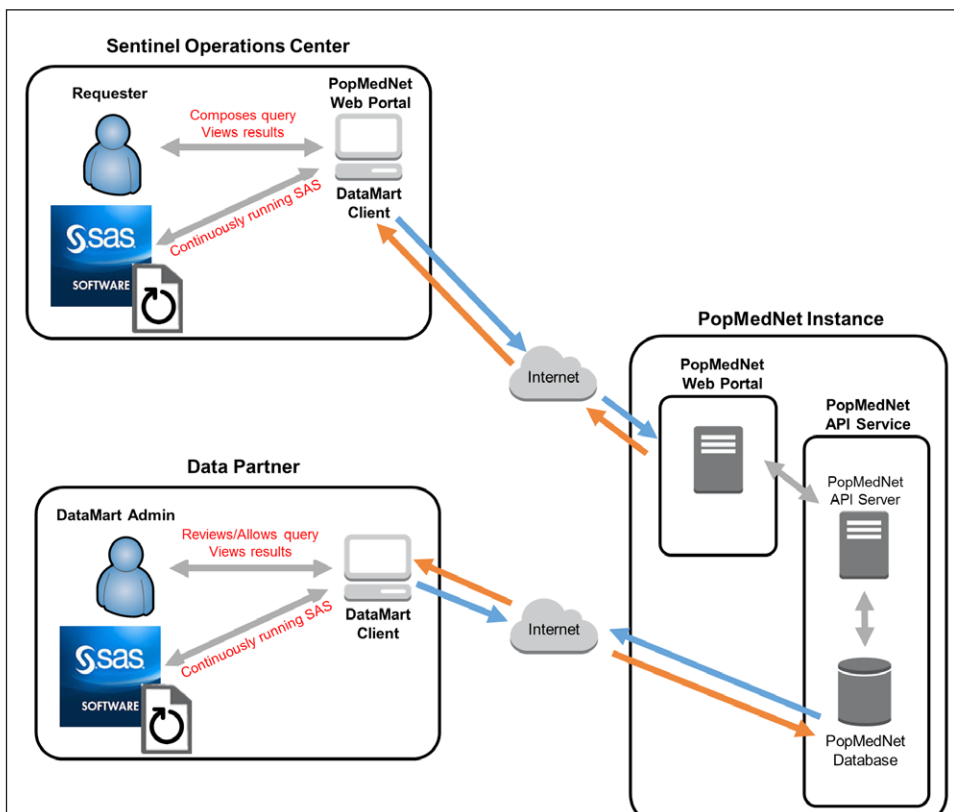 Sentinel Operations Center
Requester
PopMedNet
Web Portal
Composes query
Views results
DataMart
Client
Continuously running SAS
sas
SOFTWARE
Internet
PopMedNet Instance
PopMedNet
Web Portal
PopMedNet
API Service
PopMedNet
API Server
PopMedNet
Database
Data Partner
DataMart Admin
Reviews/Allows query
Views results
DataMart
Client
Continuously running SAS
sas
SOFTWARE
Internet